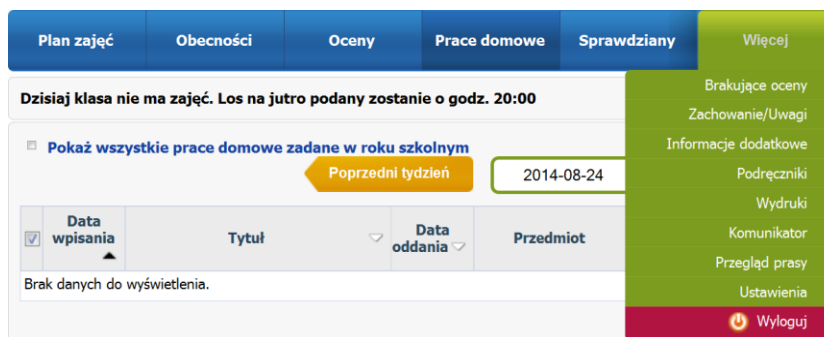 Plan zajęć Obecności Oceny Prace domowe Sprawdziany Więcej
Dzisiaj klasa nie ma zajęć. Los na jutro podany zostanie o godz. 20:00
Pokaż wszystkie prace domowe zadane w roku szkolnym
Poprzedni tydzień 2014-08-24
Data wpisania Tytuł Data oddania Przedmiot
Brak danych do wyświetlenia.
Brakujące oceny
Zachowanie/Uwagi
Informacje dodatkowe
Podręczniki
Wydruki
Komunikator
Przegląd prasy
Ustawienia
Wyloguj